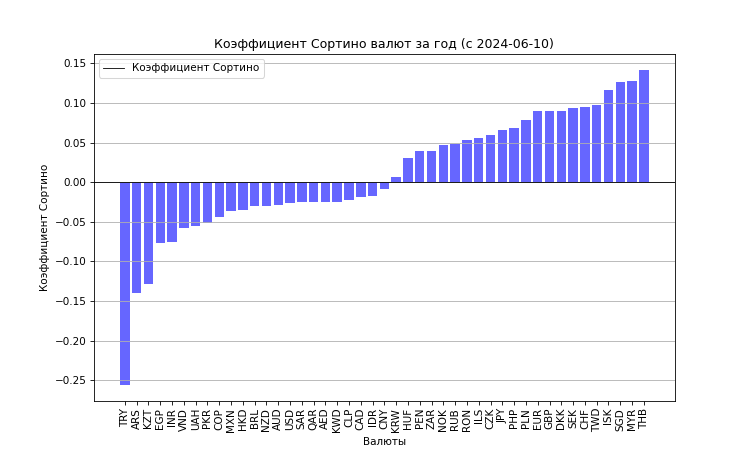 Коэффициент Сортино валют за год (с 2024-06-10)
Коэффициент Сортино
Коэффициент Сортино
0.15
0.10
0.05
0.00
−0.05
−0.10
−0.15
−0.20
−0.25
TRY
ARS
KZT
EGP
INR
VND
UAH
PKR
COP
MXN
HKD
BRL
NZD
AUD
USD
SAR
QAR
AED
KWD
CLP
CAD
IDR
CNY
KRW
HUF
PEN
ZAR
NOK
RUB
RON
ILS
CZK
JPY
PHP
PLN
EUR
GBP
DKK
SEK
CHF
TWD
ISK
SGD
MYR
THB
Валюты